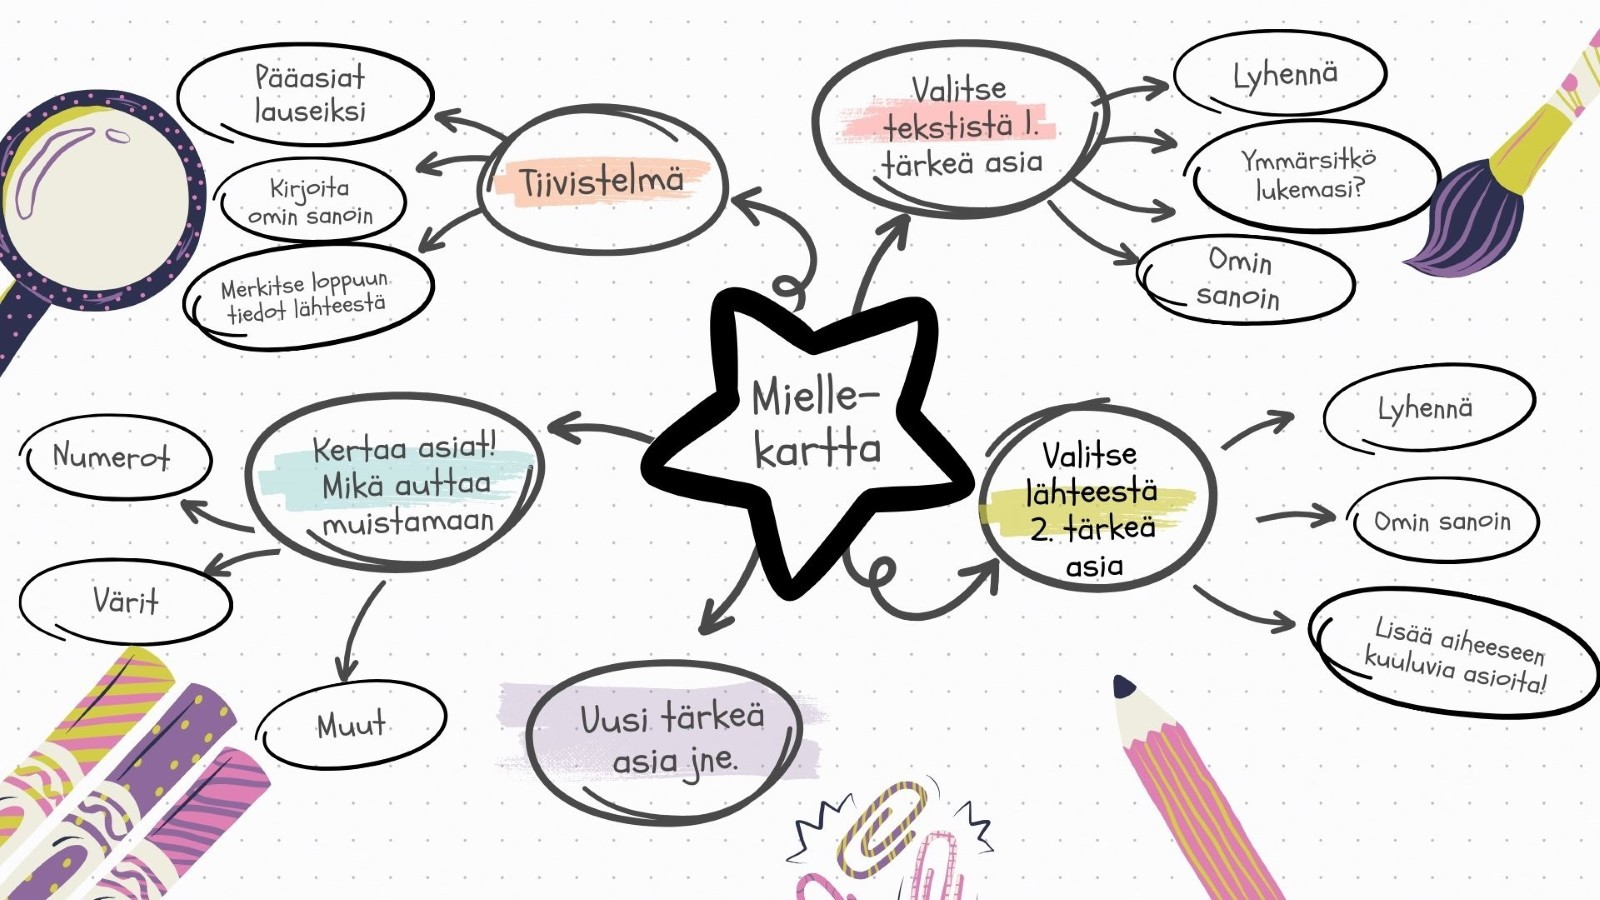 Pääasiat
lauseiksi
Kirjoita
omin sanoin
Merkitse loppuun
tiedot lähteestä
Tiivistelmä
Valitse
tekstistä 1.
tärkeä asia
Lyhennä
Ymmärsitkö
lukemasi?
Omin
sanoin
Mielle-
kartta
Kertaa asiat!
Mikä auttaa
muistamaan
Numerot
Värit
Muut
Valitse
lähteestä
2. tärkeä
asia
Lyhennä
Omin sanoin
Lisää aiheeseen
kuuluvia asioita!
Uusi tärkeä
asia jne.